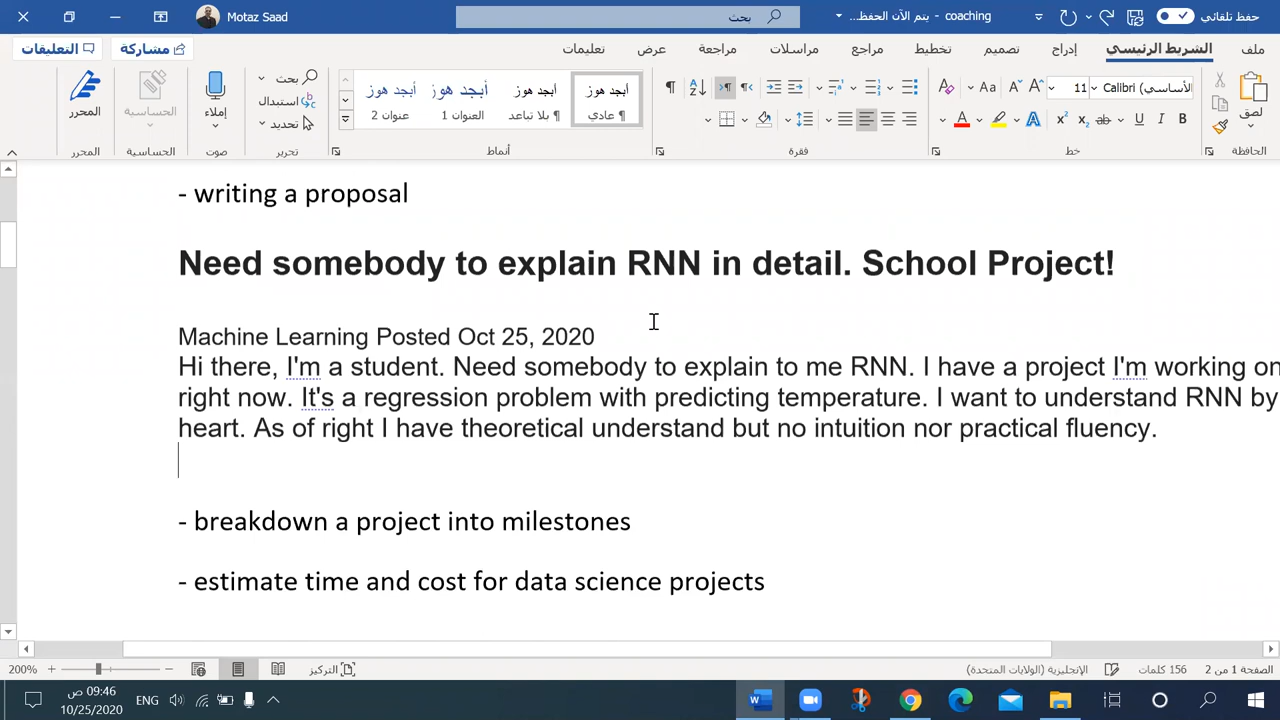 حفظ تلقائي
coaching - يتم الآن الحفظ...
بحث
Motaz Saad
ملف
الشريط الرئيسي
إدراج
تصميم
تخطيط
مراجع
مراسلات
مراجعة
عرض
تعليمات
مشاركة
التعليقات
لصق
Calibri (الأساسي)
11
أبجد هوز
أبجد هوز
أبجد هوز
أبجد هوز
¶ عادي
¶ بلا تباعد
العنوان 1
عنوان 2
بحث
استبدال
تحديد
إملاء
الحساسية
المحرر
الحافظة
خط
فقرة
أنماط
تحرير
صوت
الحساسية
المحرر
- writing a proposal
Need somebody to explain RNN in detail. School Project!
Machine Learning Posted Oct 25, 2020
Hi there, I'm a student. Need somebody to explain to me RNN. I have a project I'm working on
right now. It's a regression problem with predicting temperature. I want to understand RNN by
heart. As of right I have theoretical understand but no intuition nor practical fluency.
- breakdown a project into milestones
- estimate time and cost for data science projects
الصفحة 1 من 2
156 كلمات
الإنجليزية (الولايات المتحدة)
التركيز
200%
ENG
09:46 ص
10/25/2020